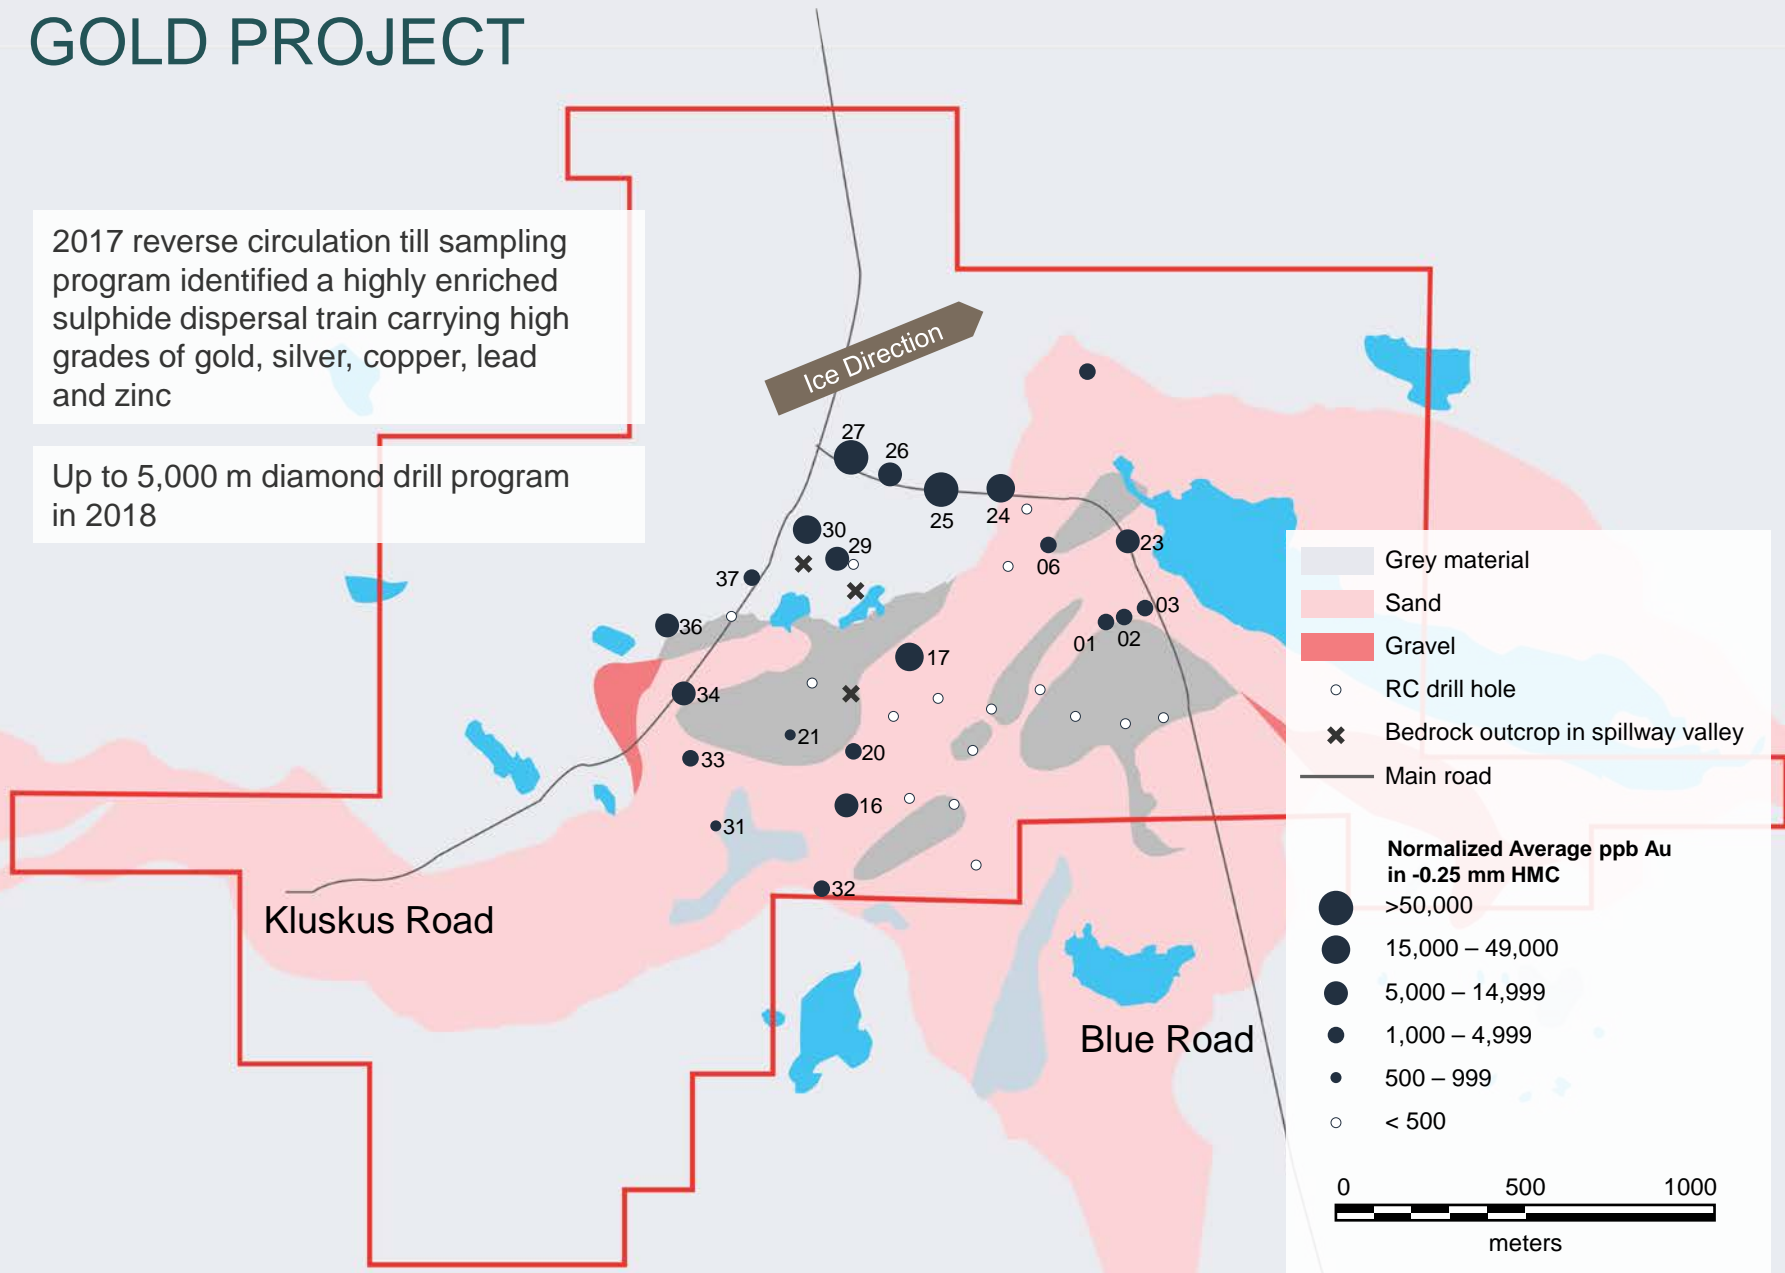 GOLD PROJECT
2017 reverse circulation till sampling
program identified a highly enriched
sulphide dispersal train carrying high
grades of gold, silver, copper, lead
and zinc
Up to 5,000 m diamond drill program
in 2018
Ice Direction
27
26
25
24
30
29
23
06
37
03
02
01
36
17
34
21
20
33
16
31
32
Kluskus Road
Blue Road
Grey material
Sand
Gravel
RC drill hole
Bedrock outcrop in spillway valley
Main road
Normalized Average ppb Au
in -0.25 mm HMC
>50,000
15,000 – 49,000
5,000 – 14,999
1,000 – 4,999
500 – 999
< 500
0 500 1000
meters